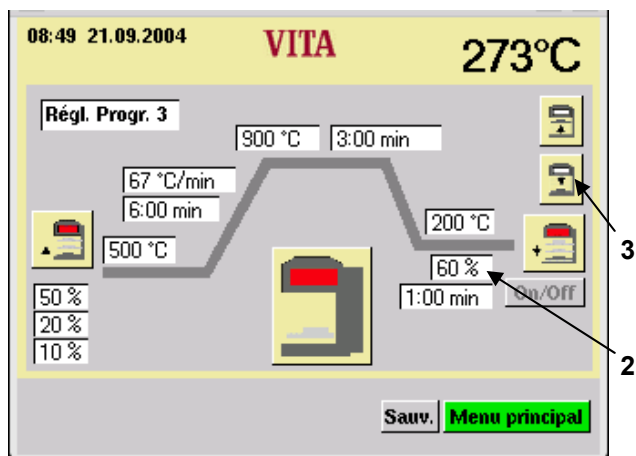 08:49 21.09.2004 VITA 273°C
Régl. Progr. 3
900 °C 3:00 min
67 °C/min
6:00 min
500 °C
200 °C
60 %
1:00 min On/Off
50 %
20 %
10 %
3
2
Sauv. Menu principal